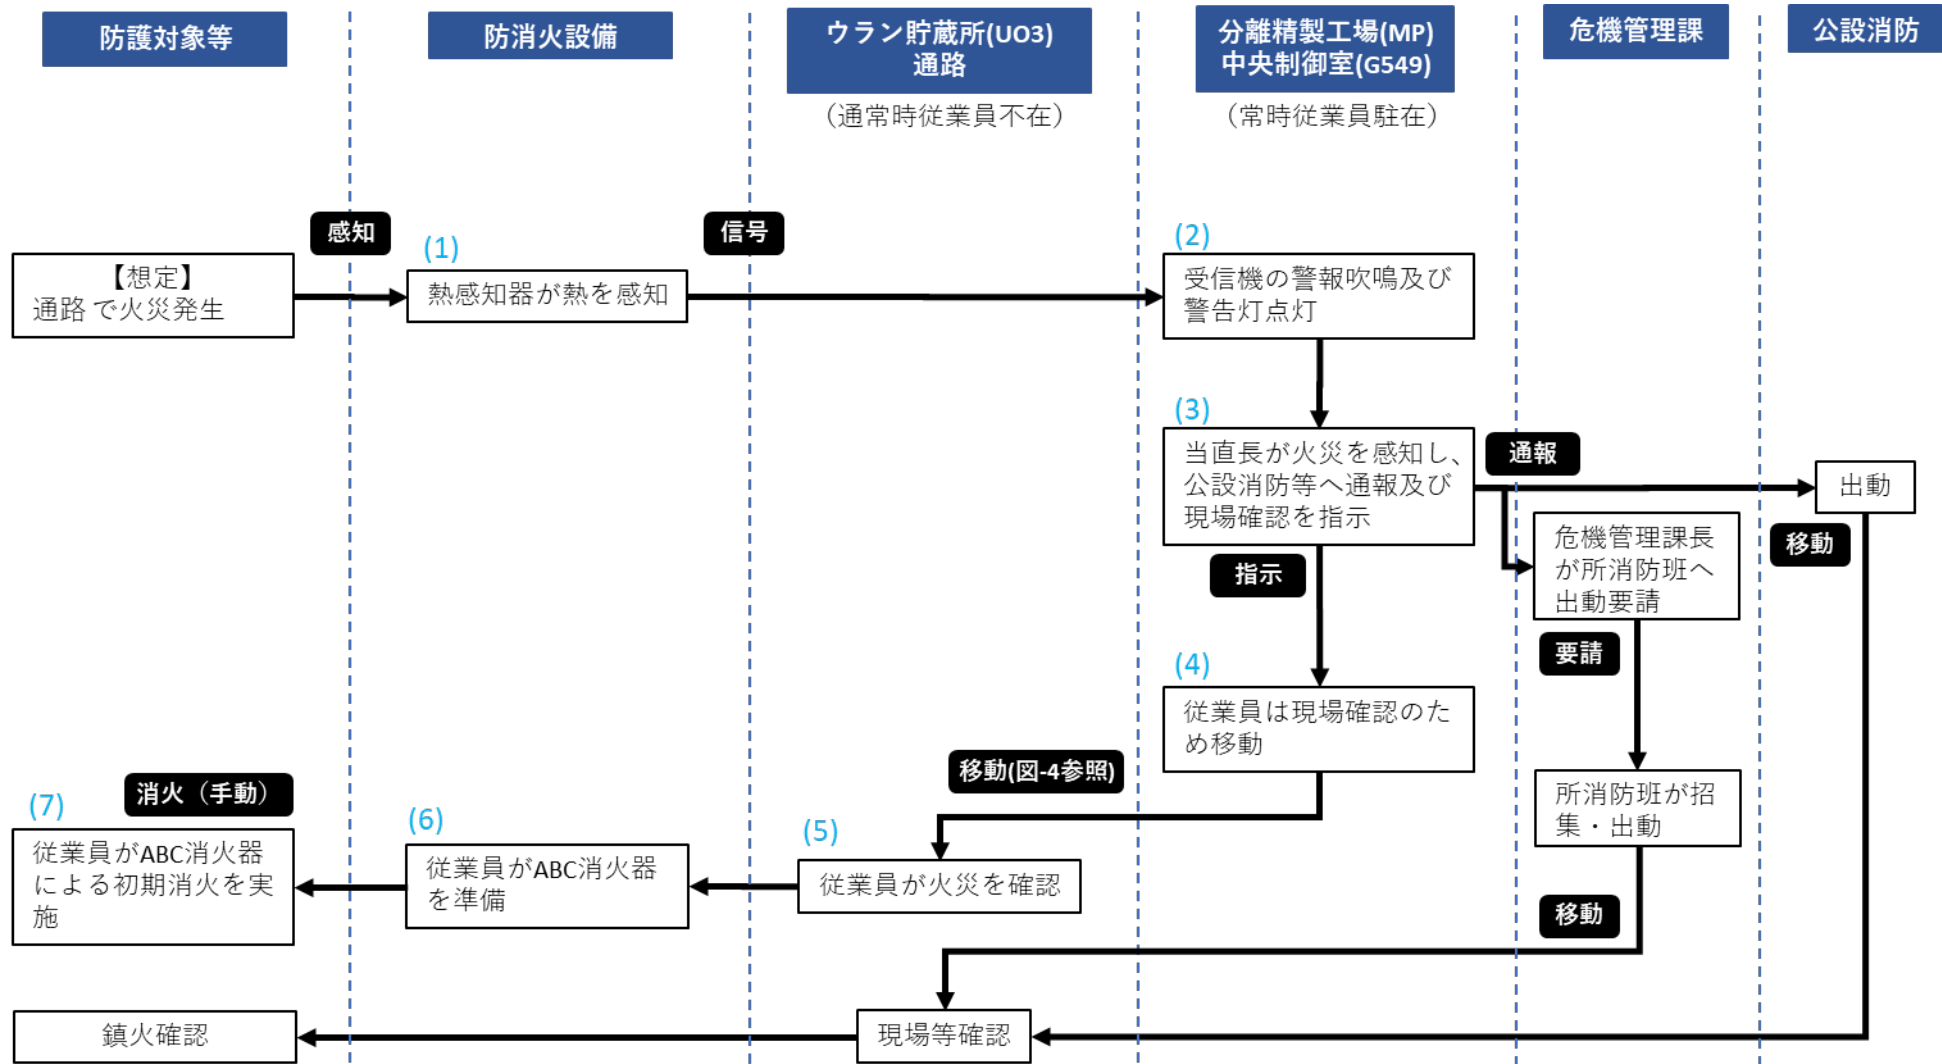 防護対象等
防消火設備
ウラン貯蔵所(UO3)
通路
(通常時従業員不在)
分離精製工場(MP)
中央制御室(G549)
(常時従業員駐在)
危機管理課
公設消防
感知
信号
【想定】
通路で火災発生
(1)
熱感知器が熱を感知
(2)
受信機の警報吹鳴及び
警告灯点灯
(3)
当直長が火災を感知し、
公設消防等へ通報及び
現場確認を指示
通報
出動
危機管理課長
が所消防班へ
出動要請
移動
指示
要請
(4)
従業員は現場確認のた
め移動
移動(図-4参照)
所消防班が招
集・出動
消火(手動)
(7)
従業員がABC消火器
による初期消火を実
施
(6)
従業員がABC消火器
を準備
(5)
従業員が火災を確認
移動
鎮火確認
現場等確認